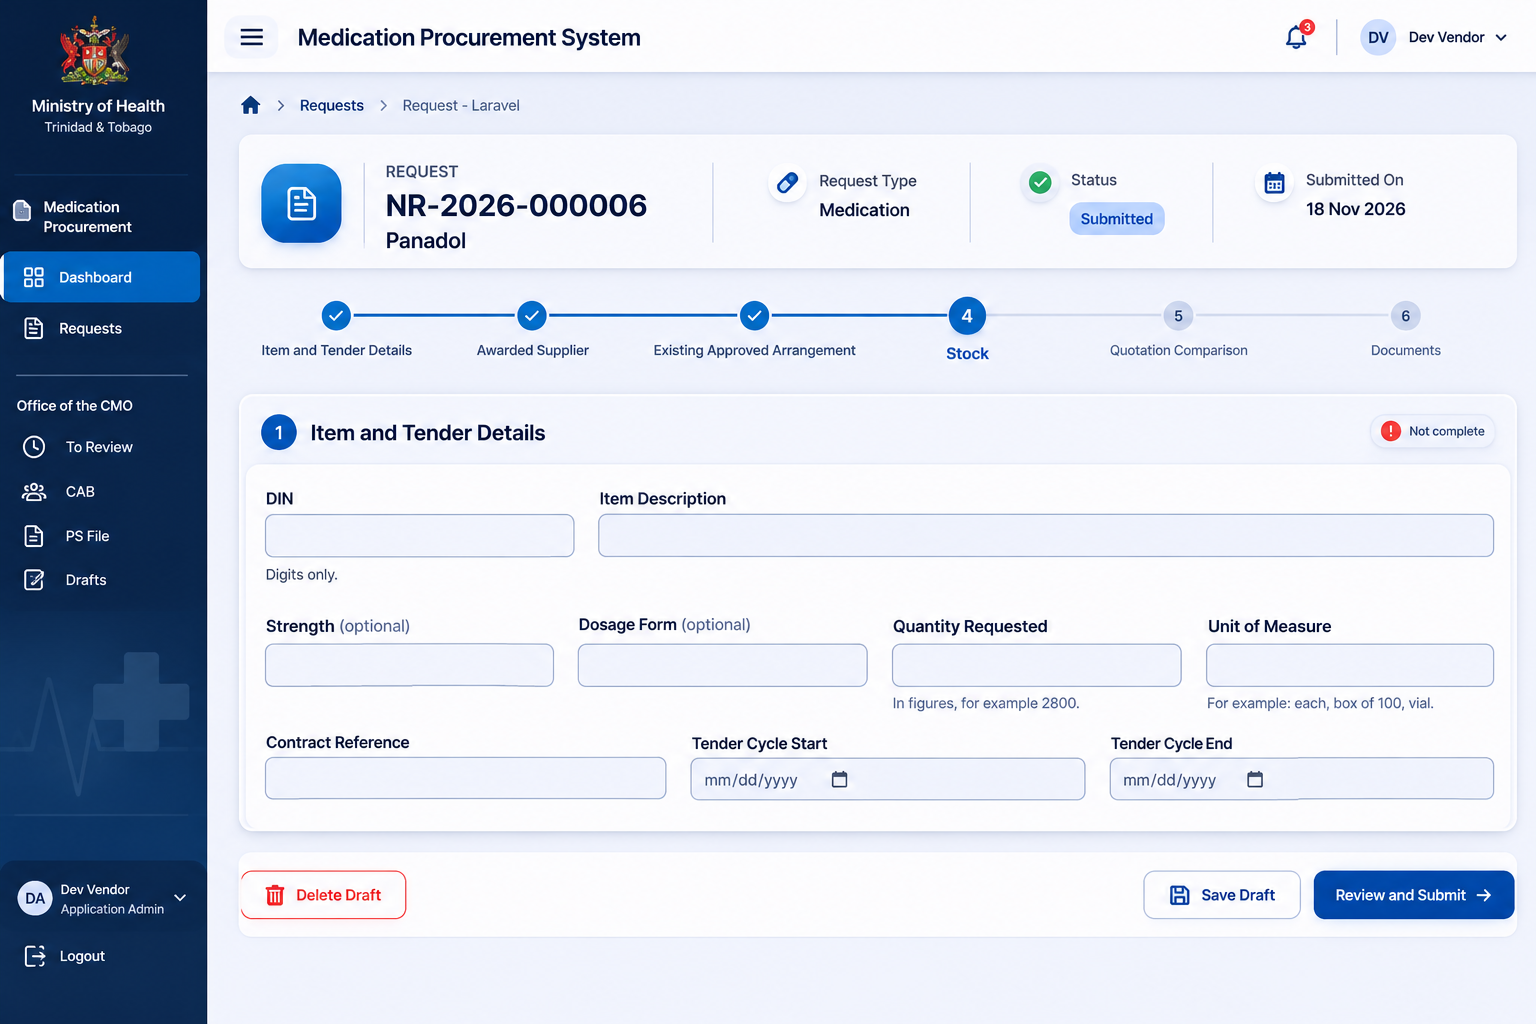 Ministry of Health
Trinidad & Tobago
Medication
Procurement
Dashboard
Requests
Office of the CMO
To Review
CAB
PS File
Drafts
DA
Dev Vendor
Application Admin
Logout
Medication Procurement System
3
DV
Dev Vendor
Requests
Request - Laravel
REQUEST
NR-2026-000006
Panadol
Request Type
Medication
Status
Submitted
Submitted On
18 Nov 2026
4
5
6
Item and Tender Details
Awarded Supplier
Existing Approved Arrangement
Stock
Quotation Comparison
Documents
1
Item and Tender Details
! Not complete
DIN
Item Description
Digits only.
Strength (optional)
Dosage Form (optional)
Quantity Requested
Unit of Measure
In figures, for example 2800.
For example: each, box of 100, vial.
Contract Reference
Tender Cycle Start
Tender Cycle End
mm/dd/yyyy
mm/dd/yyyy
Delete Draft
Save Draft
Review and Submit